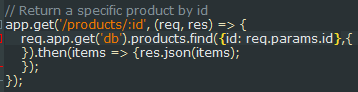 // Return a specific product by id
app.get('/products/:id', (req, res) => {
req.app.get('db').products.find({id: req.params.id},{
}).then(items => {res.json(items);
});
});